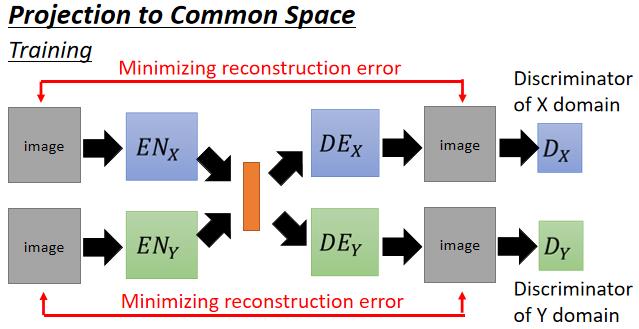 Projection to Common Space
Training
Minimizing reconstruction error
Discriminator
of X domain
image
EN_X
DE_X
image
D_X
image
EN_Y
DE_Y
image
D_Y
Minimizing reconstruction error
Discriminator
of Y domain